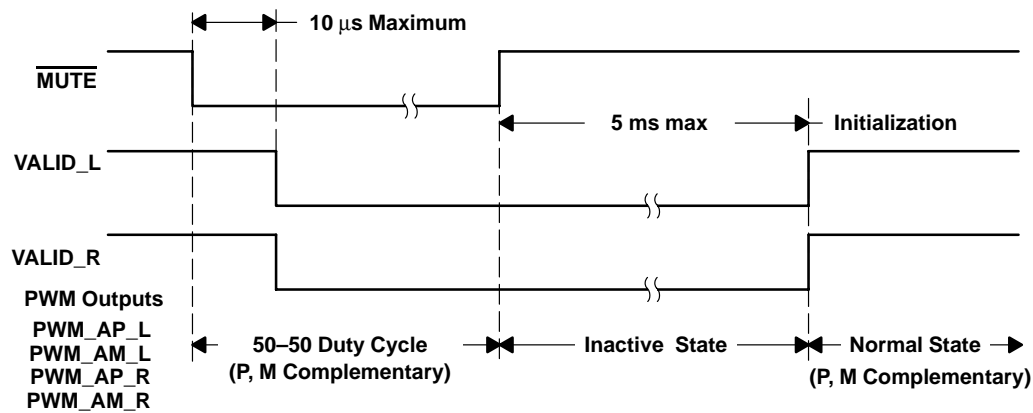 10 μs Maximum
MUTE
5 ms max
Initialization
VALID_L
VALID_R
PWM Outputs
PWM_AP_L
PWM_AM_L
PWM_AP_R
PWM_AM_R
50–50 Duty Cycle
(P, M Complementary)
Inactive State
Normal State
(P, M Complementary)